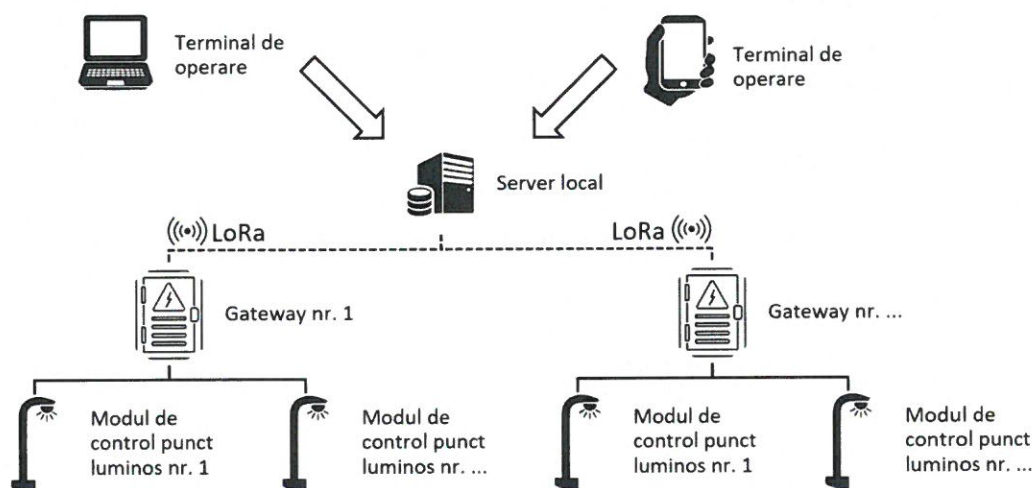 Terminal de
operare
Terminal de
operare
Server local
LoRa
LoRa
Gateway nr. 1
Gateway nr. ...
Modul de
control punct
luminos nr. 1
Modul de
control punct
luminos nr. ...
Modul de
control punct
luminos nr. 1
Modul de
control punct
luminos nr. ...